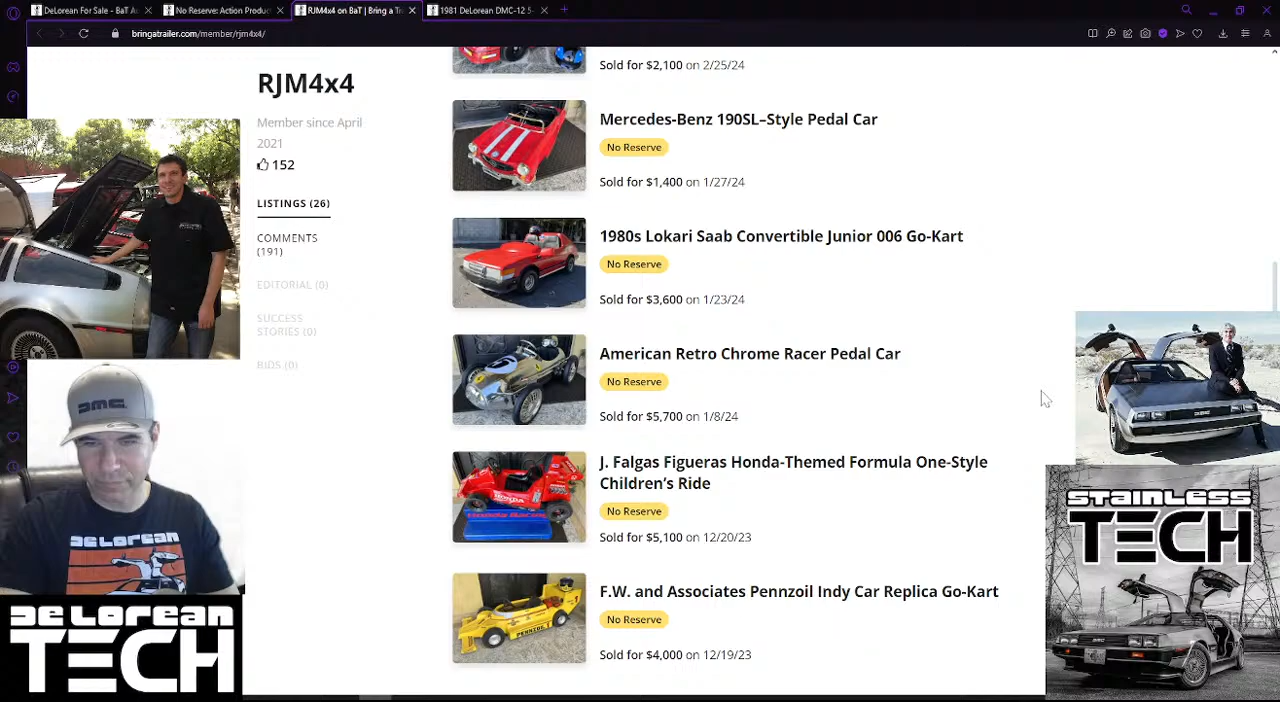 DeLorean For Sale - BaT Au
No Reserve: Action Produc
RJM4x4 on BaT | Bring a Tr
1981 DeLorean DMC-12 5-
bringatrailer.com/member/rjm4x4/
RJM4x4
Member since April
2021
152
LISTINGS (26)
COMMENTS
(191)
EDITORIAL (0)
SUCCESS
STORIES (0)
BIDS (0)
Sold for $2,100 on 2/25/24
Mercedes-Benz 190SL–Style Pedal Car
No Reserve
Sold for $1,400 on 1/27/24
1980s Lokari Saab Convertible Junior 006 Go-Kart
No Reserve
Sold for $3,600 on 1/23/24
American Retro Chrome Racer Pedal Car
No Reserve
Sold for $5,700 on 1/8/24
J. Falgas Figueras Honda-Themed Formula One-Style
Children’s Ride
No Reserve
Sold for $5,100 on 12/20/23
F.W. and Associates Pennzoil Indy Car Replica Go-Kart
No Reserve
Sold for $4,000 on 12/19/23
DMC
DELOREAN
DELOREAN
TECH
STAINLESS
TECH